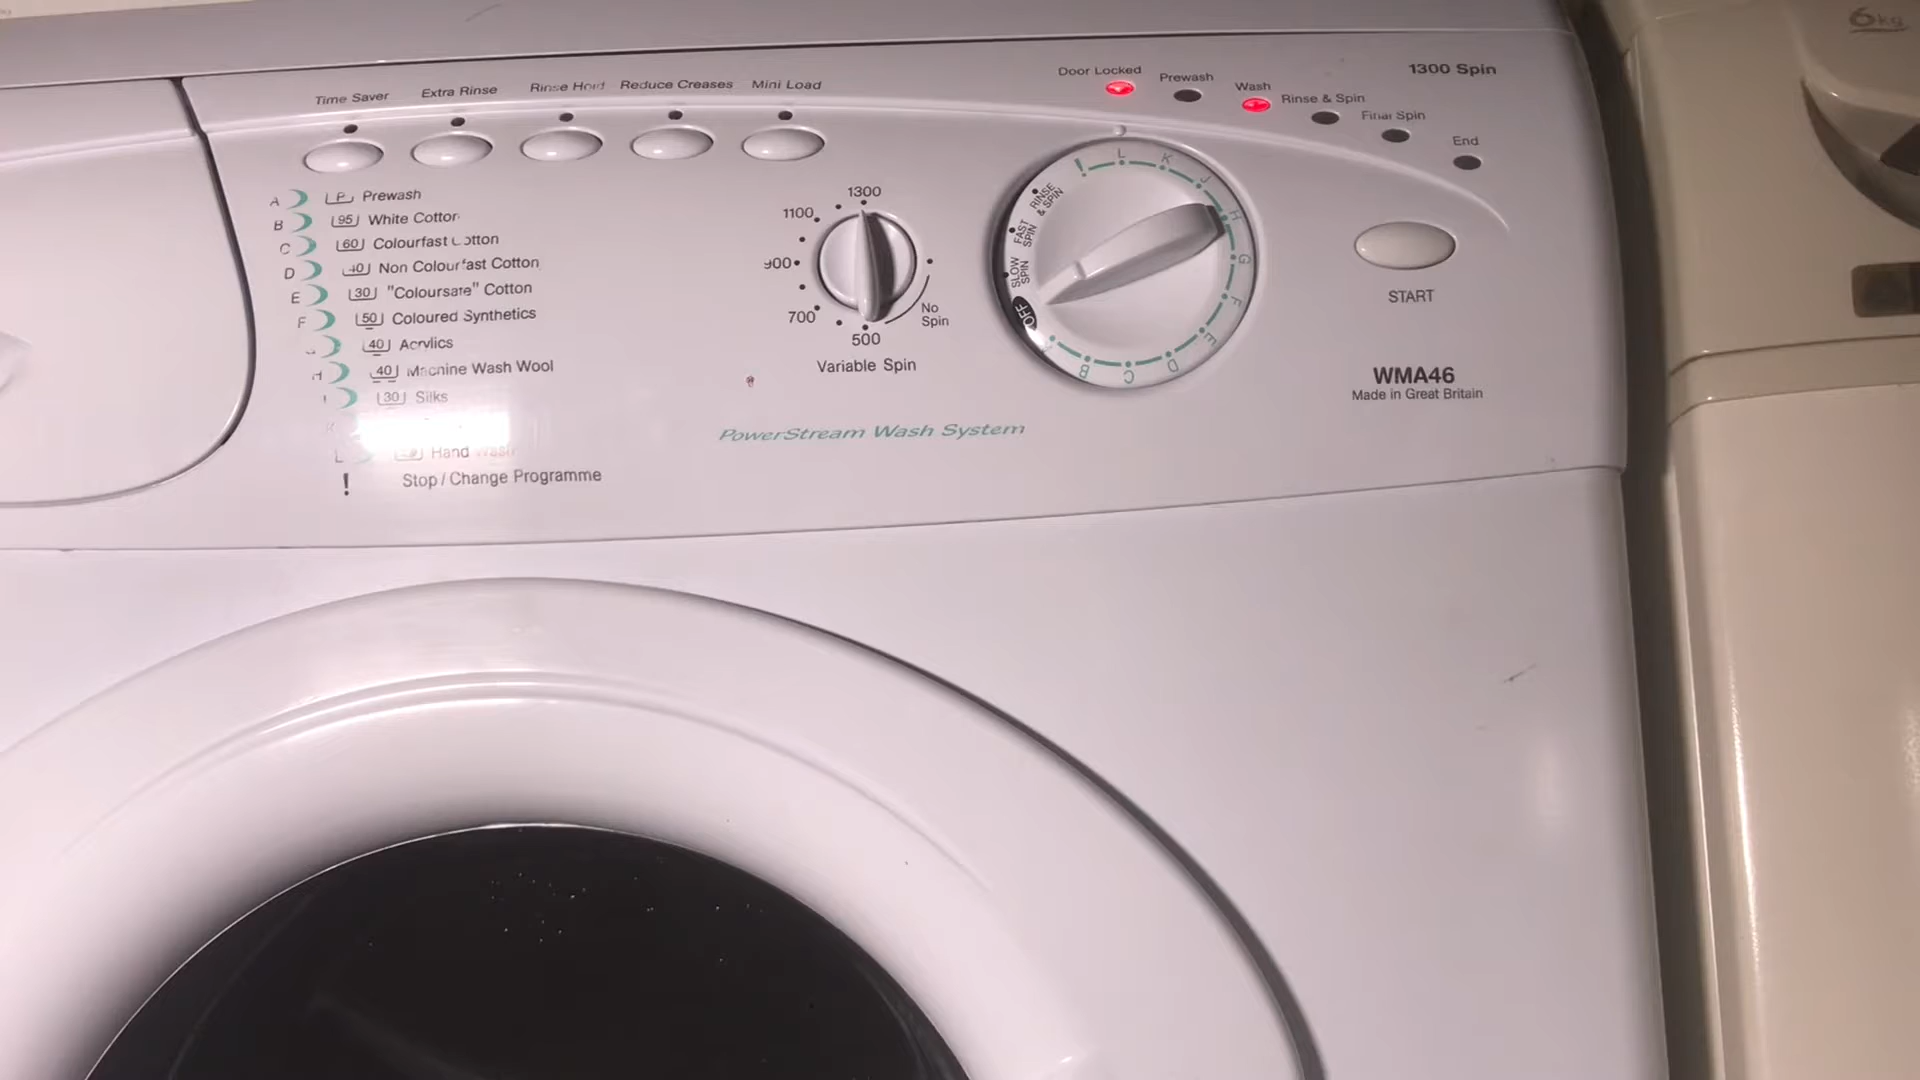 6kg
Time Saver
Extra Rinse
Rinse Hold
Reduce Creases
Mini Load
Door Locked
Prewash
Wash
Rinse & Spin
Final Spin
End
1300 Spin
A Prewash
B 95 White Cotton
C 60 Colourfast Cotton
D 40 Non Colourfast Cotton
E 30 "Coloursafe" Cotton
F 50 Coloured Synthetics
40 Acrylics
H 40 Machine Wash Wool
30 Silks
K
L Hand Wash
! Stop / Change Programme
1300
1100
900
700
500
No
Spin
Variable Spin
! L K J H G F E D C B
RINSE
& SPIN
FAST
SPIN
SLOW
SPIN
OFF
START
WMA46
Made in Great Britain
PowerStream Wash System